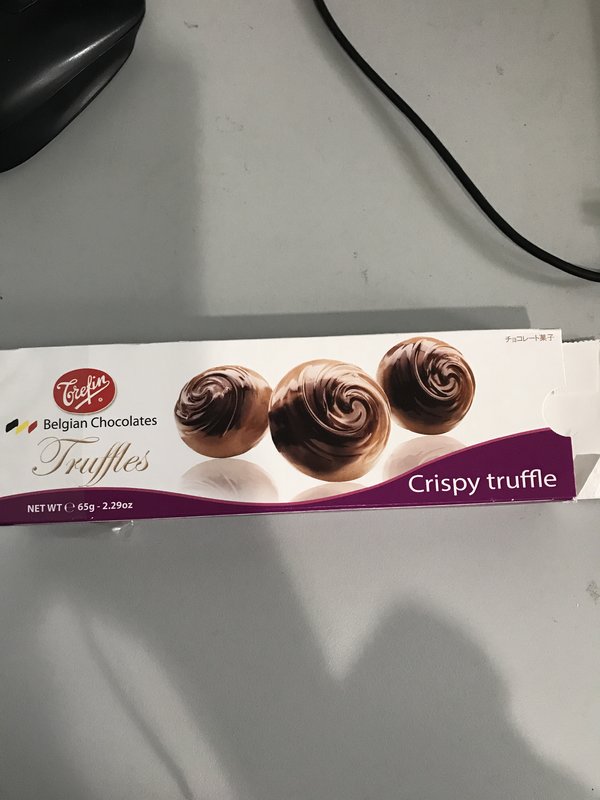 チョコレート菓子
Trefin
Belgian Chocolates
Truffles
Crispy truffle
NET WT ℮ 65g - 2.29oz